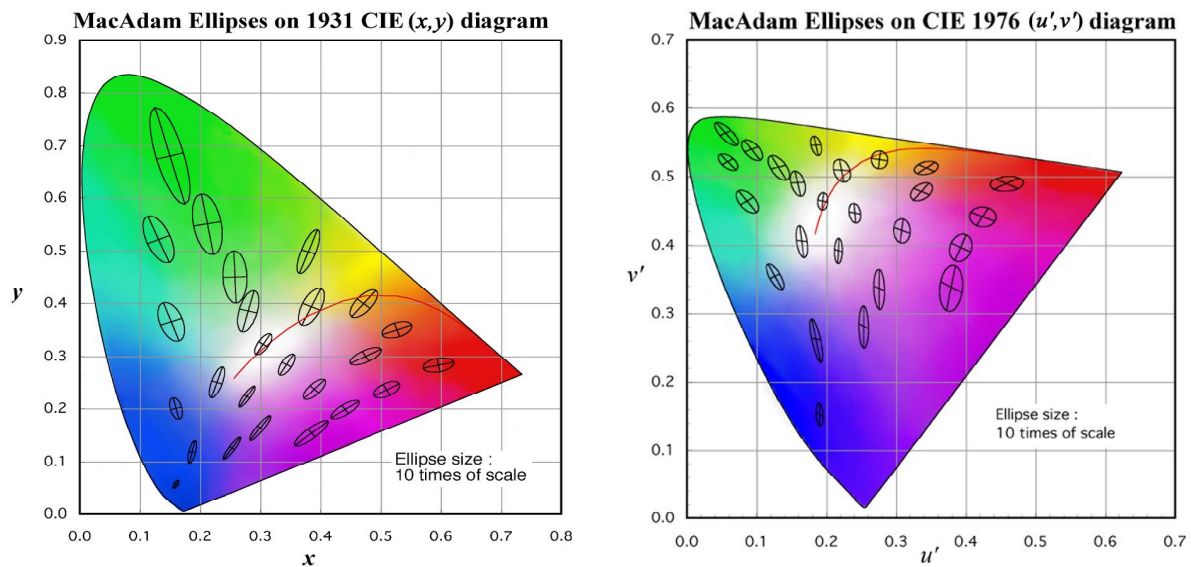 MacAdam Ellipses on 1931 CIE (x,y) diagram
0.9
0.8
0.7
0.6
0.5
y
0.4
0.3
0.2
0.1
0.0
Ellipse size :
10 times of scale
0.0 0.1 0.2 0.3 0.4 0.5 0.6 0.7 0.8
x
MacAdam Ellipses on CIE 1976 (u′,v′) diagram
0.7
0.6
0.5
0.4
v′
0.3
0.2
0.1
0.0
Ellipse size :
10 times of scale
0.0 0.1 0.2 0.3 0.4 0.5 0.6 0.7
u′